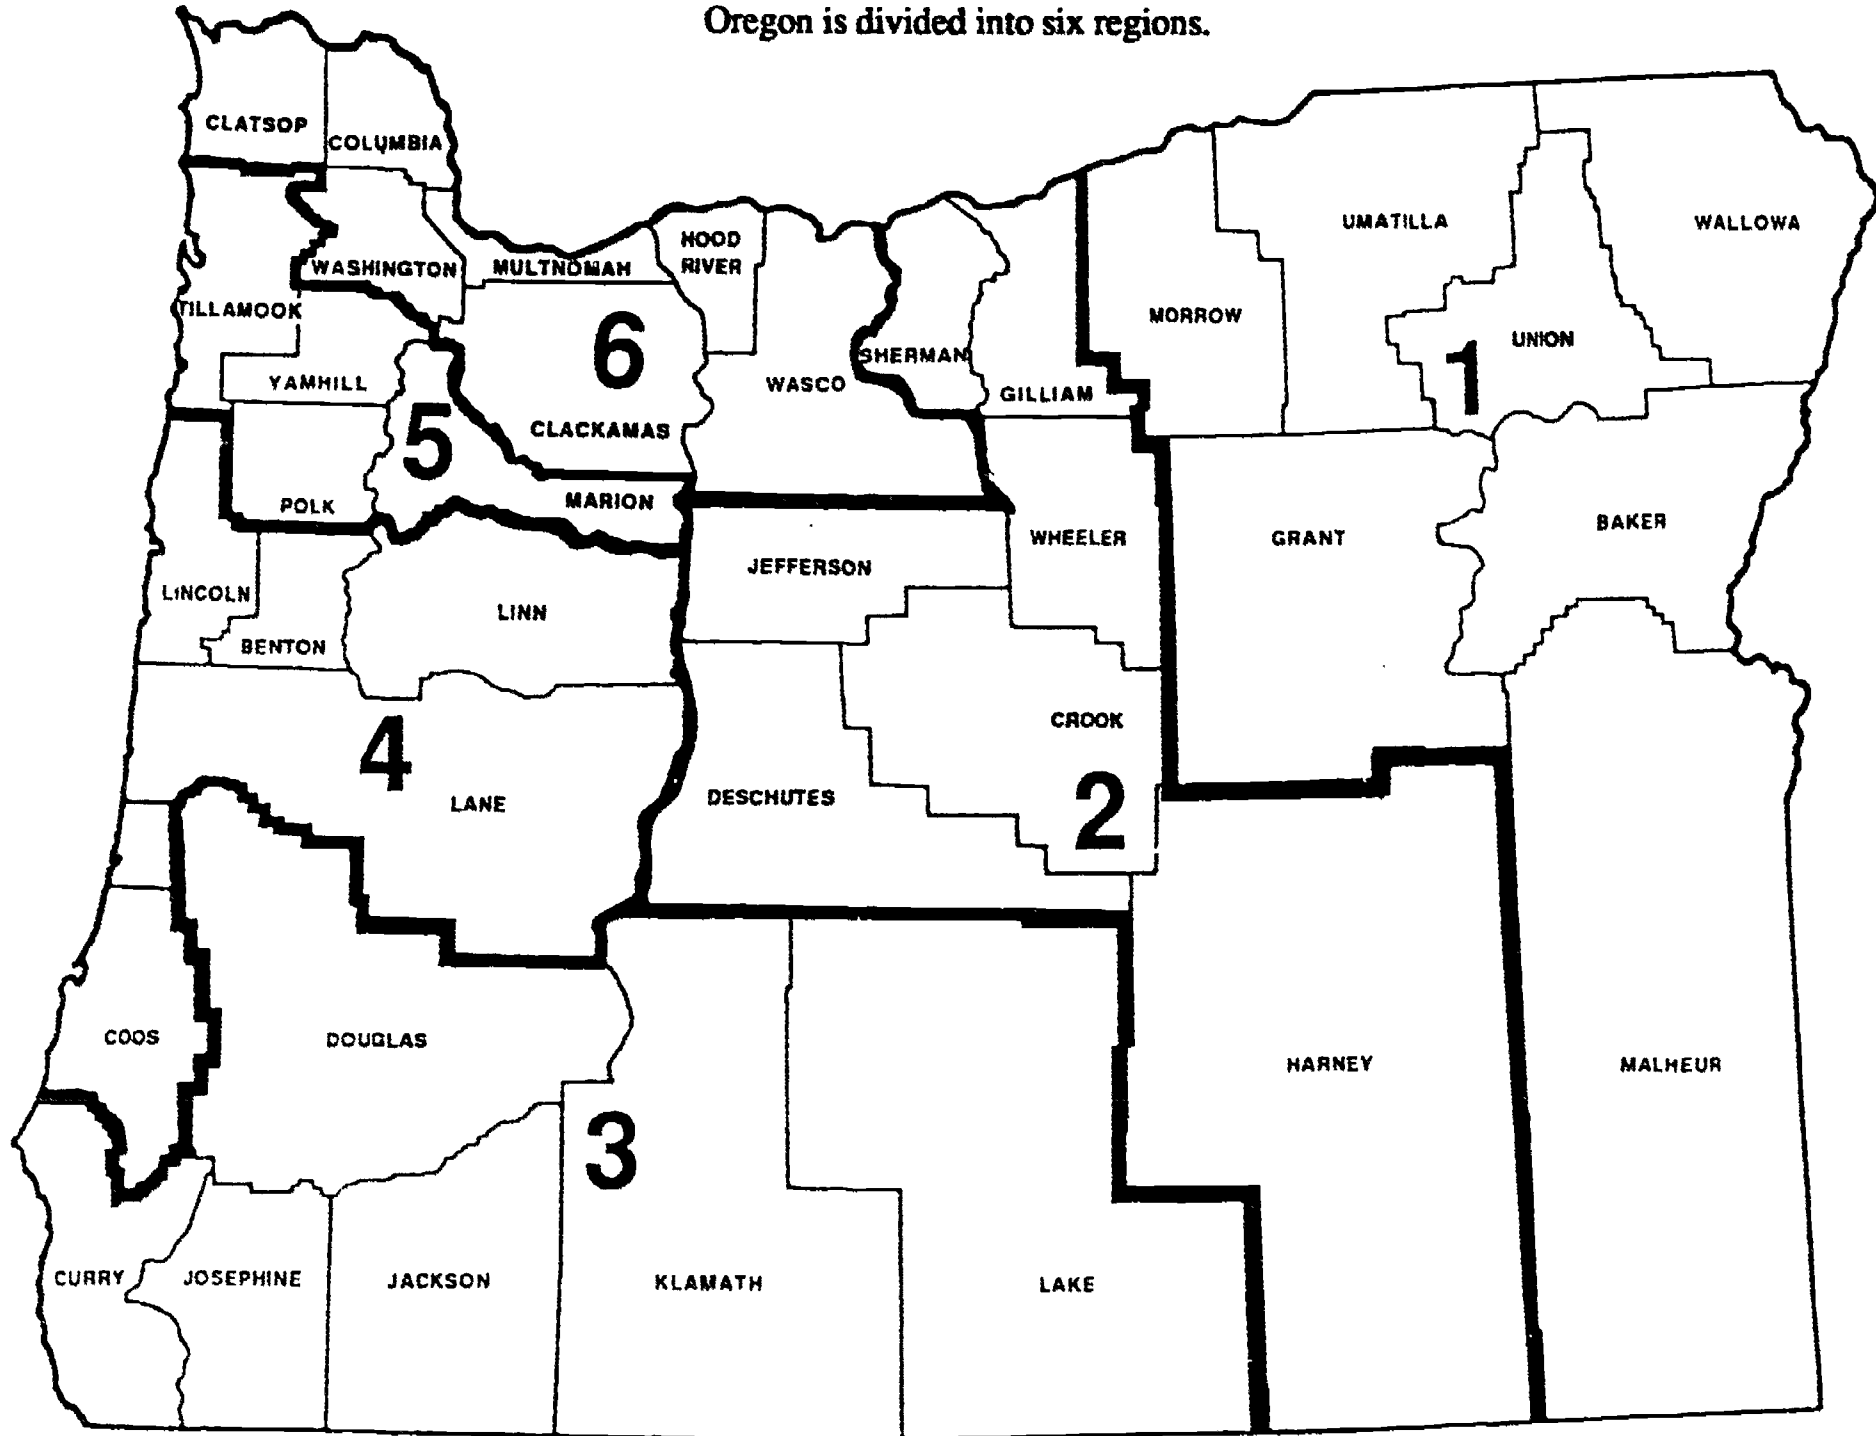 Oregon is divided into six regions.
CLATSOP
COLUMBIA
WASHINGTON
MULTNOMAH
HOOD
RIVER
TILLAMOOK
YAMHILL
6
CLACKAMAS
WASCO
SHERMAN
GILLIAM
MORROW
UMATILLA
WALLOWA
1
UNION
5
POLK
MARION
JEFFERSON
WHEELER
GRANT
BAKER
LINCOLN
BENTON
LINN
4
LANE
DESCHUTES
CROOK
2
COOS
DOUGLAS
HARNEY
MALHEUR
3
CURRY
JOSEPHINE
JACKSON
KLAMATH
LAKE